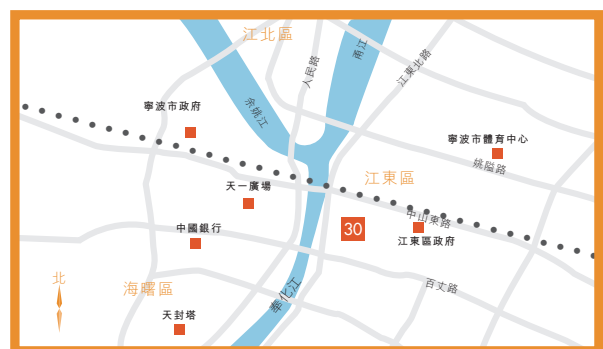 江北區
人民路
甬江
江東北路
寧波市政府
余姚江
寧波市體育中心
姚隘路
江東區
天一廣場
中山東路
中國銀行
30
江東區政府
北
海曙區
奉化江
百丈路
天封塔